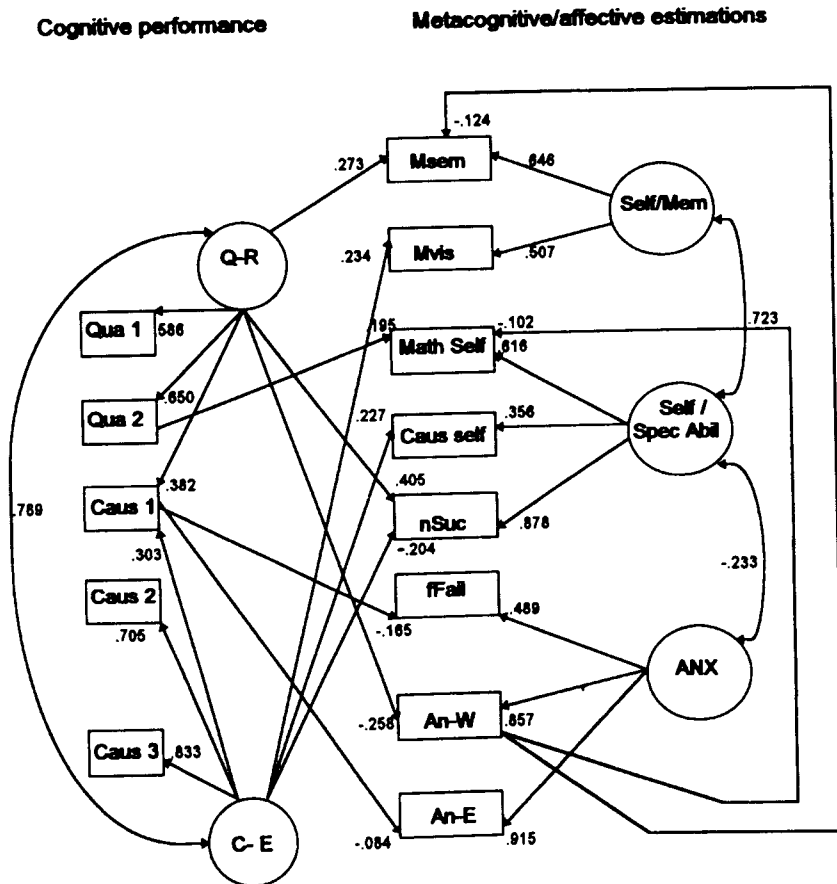 Cognitive performance
Metacognitive/affective estimations
-.124
Msem
.273
.646
Self/Mem
Q-R
.234
Mvis
.507
Qua 1
.586
.195
-.102
Math Self
.616
.723
.650
Qua 2
.227
Caus self
.356
Self /
Spec Abil
.382
.405
Caus 1
nSuc
.878
.789
-.204
.303
-.233
fFail
Caus 2
.489
.705
-.165
ANX
-.258
An-W
.857
Caus 3
.833
An-E
C- E
-.084
.915